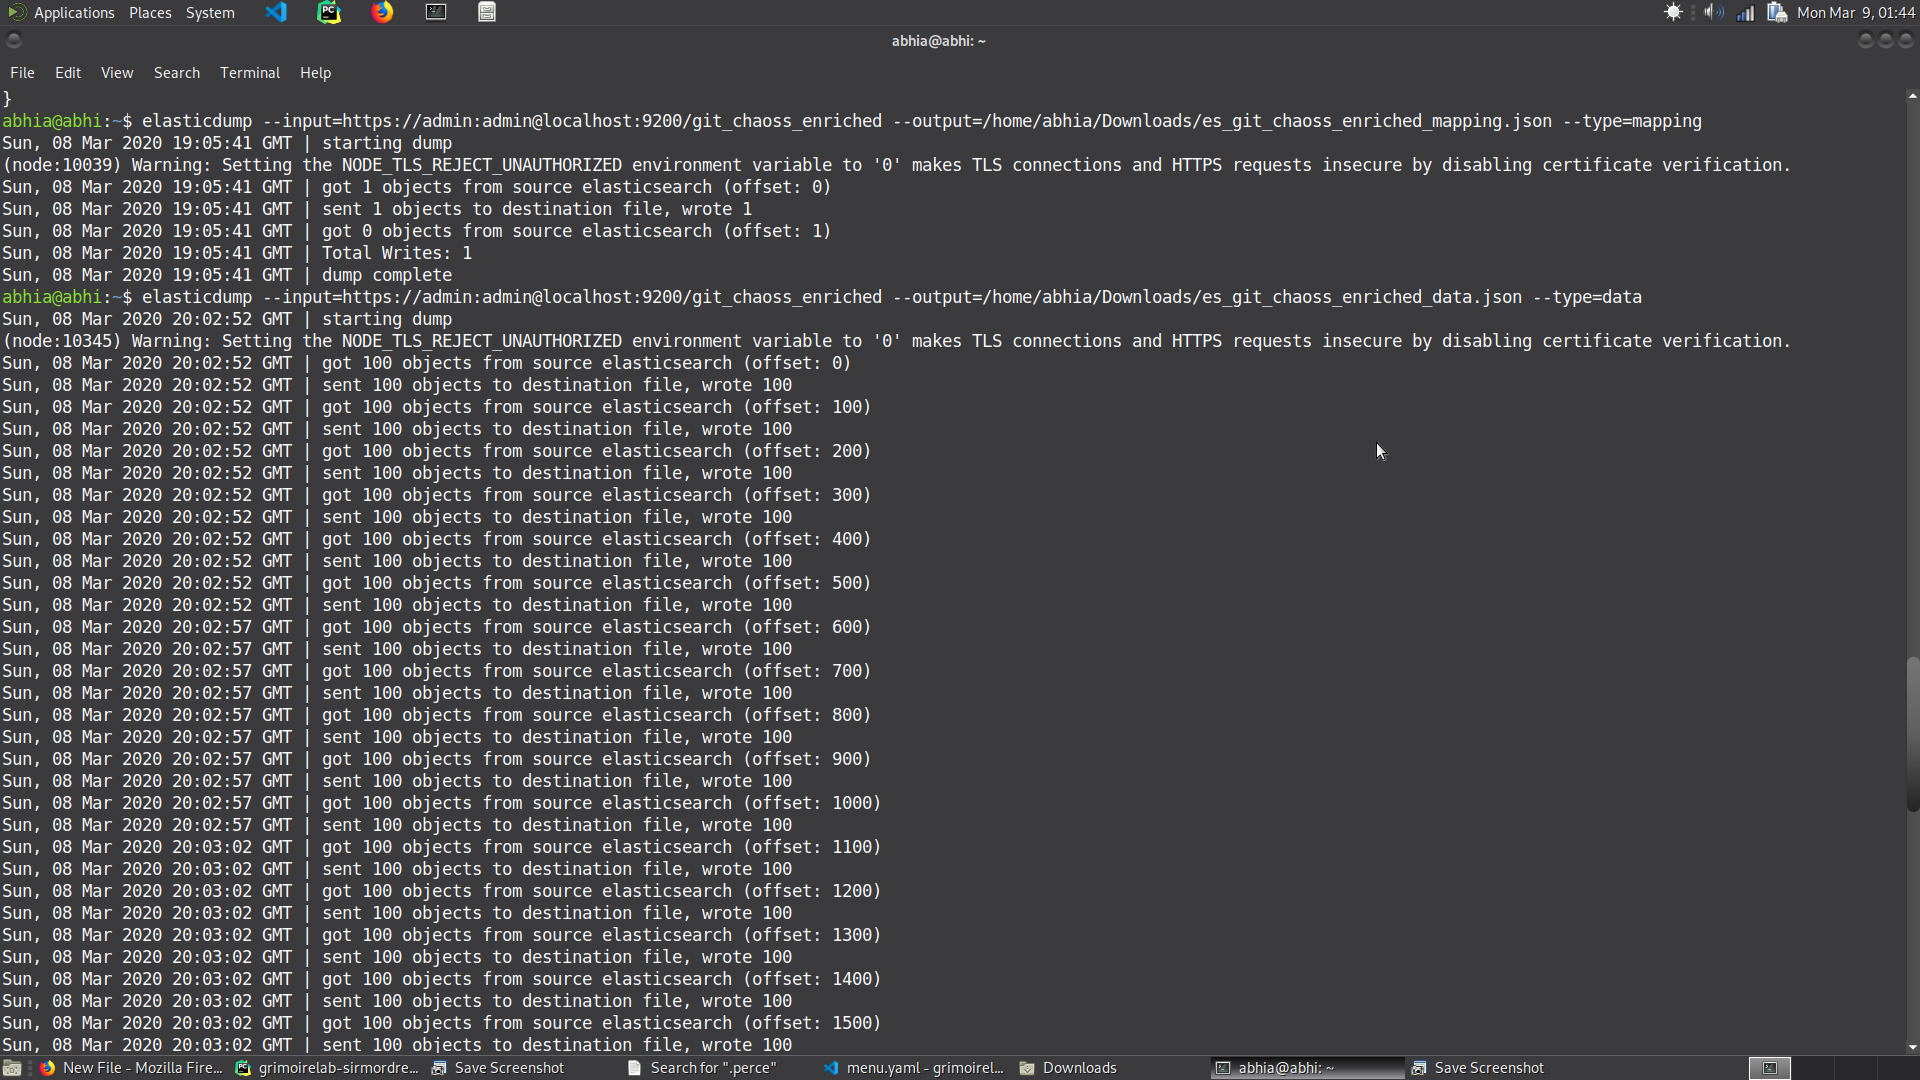 Applications Places System Mon Mar 9, 01:44
abhia@abhi: ~
File Edit View Search Terminal Help
}
abhia@abhi:~$ elasticdump --input=https://admin:admin@localhost:9200/git_chaoss_enriched --output=/home/abhia/Downloads/es_git_chaoss_enriched_mapping.json --type=mapping
Sun, 08 Mar 2020 19:05:41 GMT | starting dump
(node:10039) Warning: Setting the NODE_TLS_REJECT_UNAUTHORIZED environment variable to '0' makes TLS connections and HTTPS requests insecure by disabling certificate verification.
Sun, 08 Mar 2020 19:05:41 GMT | got 1 objects from source elasticsearch (offset: 0)
Sun, 08 Mar 2020 19:05:41 GMT | sent 1 objects to destination file, wrote 1
Sun, 08 Mar 2020 19:05:41 GMT | got 0 objects from source elasticsearch (offset: 1)
Sun, 08 Mar 2020 19:05:41 GMT | Total Writes: 1
Sun, 08 Mar 2020 19:05:41 GMT | dump complete
abhia@abhi:~$ elasticdump --input=https://admin:admin@localhost:9200/git_chaoss_enriched --output=/home/abhia/Downloads/es_git_chaoss_enriched_data.json --type=data
Sun, 08 Mar 2020 20:02:52 GMT | starting dump
(node:10345) Warning: Setting the NODE_TLS_REJECT_UNAUTHORIZED environment variable to '0' makes TLS connections and HTTPS requests insecure by disabling certificate verification.
Sun, 08 Mar 2020 20:02:52 GMT | got 100 objects from source elasticsearch (offset: 0)
Sun, 08 Mar 2020 20:02:52 GMT | sent 100 objects to destination file, wrote 100
Sun, 08 Mar 2020 20:02:52 GMT | got 100 objects from source elasticsearch (offset: 100)
Sun, 08 Mar 2020 20:02:52 GMT | sent 100 objects to destination file, wrote 100
Sun, 08 Mar 2020 20:02:52 GMT | got 100 objects from source elasticsearch (offset: 200)
Sun, 08 Mar 2020 20:02:52 GMT | sent 100 objects to destination file, wrote 100
Sun, 08 Mar 2020 20:02:52 GMT | got 100 objects from source elasticsearch (offset: 300)
Sun, 08 Mar 2020 20:02:52 GMT | sent 100 objects to destination file, wrote 100
Sun, 08 Mar 2020 20:02:52 GMT | got 100 objects from source elasticsearch (offset: 400)
Sun, 08 Mar 2020 20:02:52 GMT | sent 100 objects to destination file, wrote 100
Sun, 08 Mar 2020 20:02:52 GMT | got 100 objects from source elasticsearch (offset: 500)
Sun, 08 Mar 2020 20:02:52 GMT | sent 100 objects to destination file, wrote 100
Sun, 08 Mar 2020 20:02:57 GMT | got 100 objects from source elasticsearch (offset: 600)
Sun, 08 Mar 2020 20:02:57 GMT | sent 100 objects to destination file, wrote 100
Sun, 08 Mar 2020 20:02:57 GMT | got 100 objects from source elasticsearch (offset: 700)
Sun, 08 Mar 2020 20:02:57 GMT | sent 100 objects to destination file, wrote 100
Sun, 08 Mar 2020 20:02:57 GMT | got 100 objects from source elasticsearch (offset: 800)
Sun, 08 Mar 2020 20:02:57 GMT | sent 100 objects to destination file, wrote 100
Sun, 08 Mar 2020 20:02:57 GMT | got 100 objects from source elasticsearch (offset: 900)
Sun, 08 Mar 2020 20:02:57 GMT | sent 100 objects to destination file, wrote 100
Sun, 08 Mar 2020 20:02:57 GMT | got 100 objects from source elasticsearch (offset: 1000)
Sun, 08 Mar 2020 20:02:57 GMT | sent 100 objects to destination file, wrote 100
Sun, 08 Mar 2020 20:03:02 GMT | got 100 objects from source elasticsearch (offset: 1100)
Sun, 08 Mar 2020 20:03:02 GMT | sent 100 objects to destination file, wrote 100
Sun, 08 Mar 2020 20:03:02 GMT | got 100 objects from source elasticsearch (offset: 1200)
Sun, 08 Mar 2020 20:03:02 GMT | sent 100 objects to destination file, wrote 100
Sun, 08 Mar 2020 20:03:02 GMT | got 100 objects from source elasticsearch (offset: 1300)
Sun, 08 Mar 2020 20:03:02 GMT | sent 100 objects to destination file, wrote 100
Sun, 08 Mar 2020 20:03:02 GMT | got 100 objects from source elasticsearch (offset: 1400)
Sun, 08 Mar 2020 20:03:02 GMT | sent 100 objects to destination file, wrote 100
Sun, 08 Mar 2020 20:03:02 GMT | got 100 objects from source elasticsearch (offset: 1500)
Sun, 08 Mar 2020 20:03:02 GMT | sent 100 objects to destination file, wrote 100
New File - Mozilla Fire... grimoirelab-sirmordre... Save Screenshot Search for ".perce" menu.yaml - grimoirel... Downloads abhia@abhi: ~ Save Screenshot